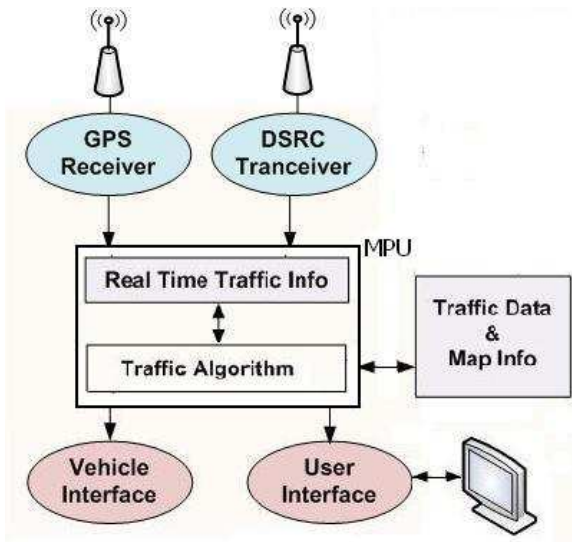 GPS
Receiver
DSRC
Tranceiver
MPU
Real Time Traffic Info
Traffic Algorithm
Traffic Data
&
Map Info
Vehicle
Interface
User
Interface